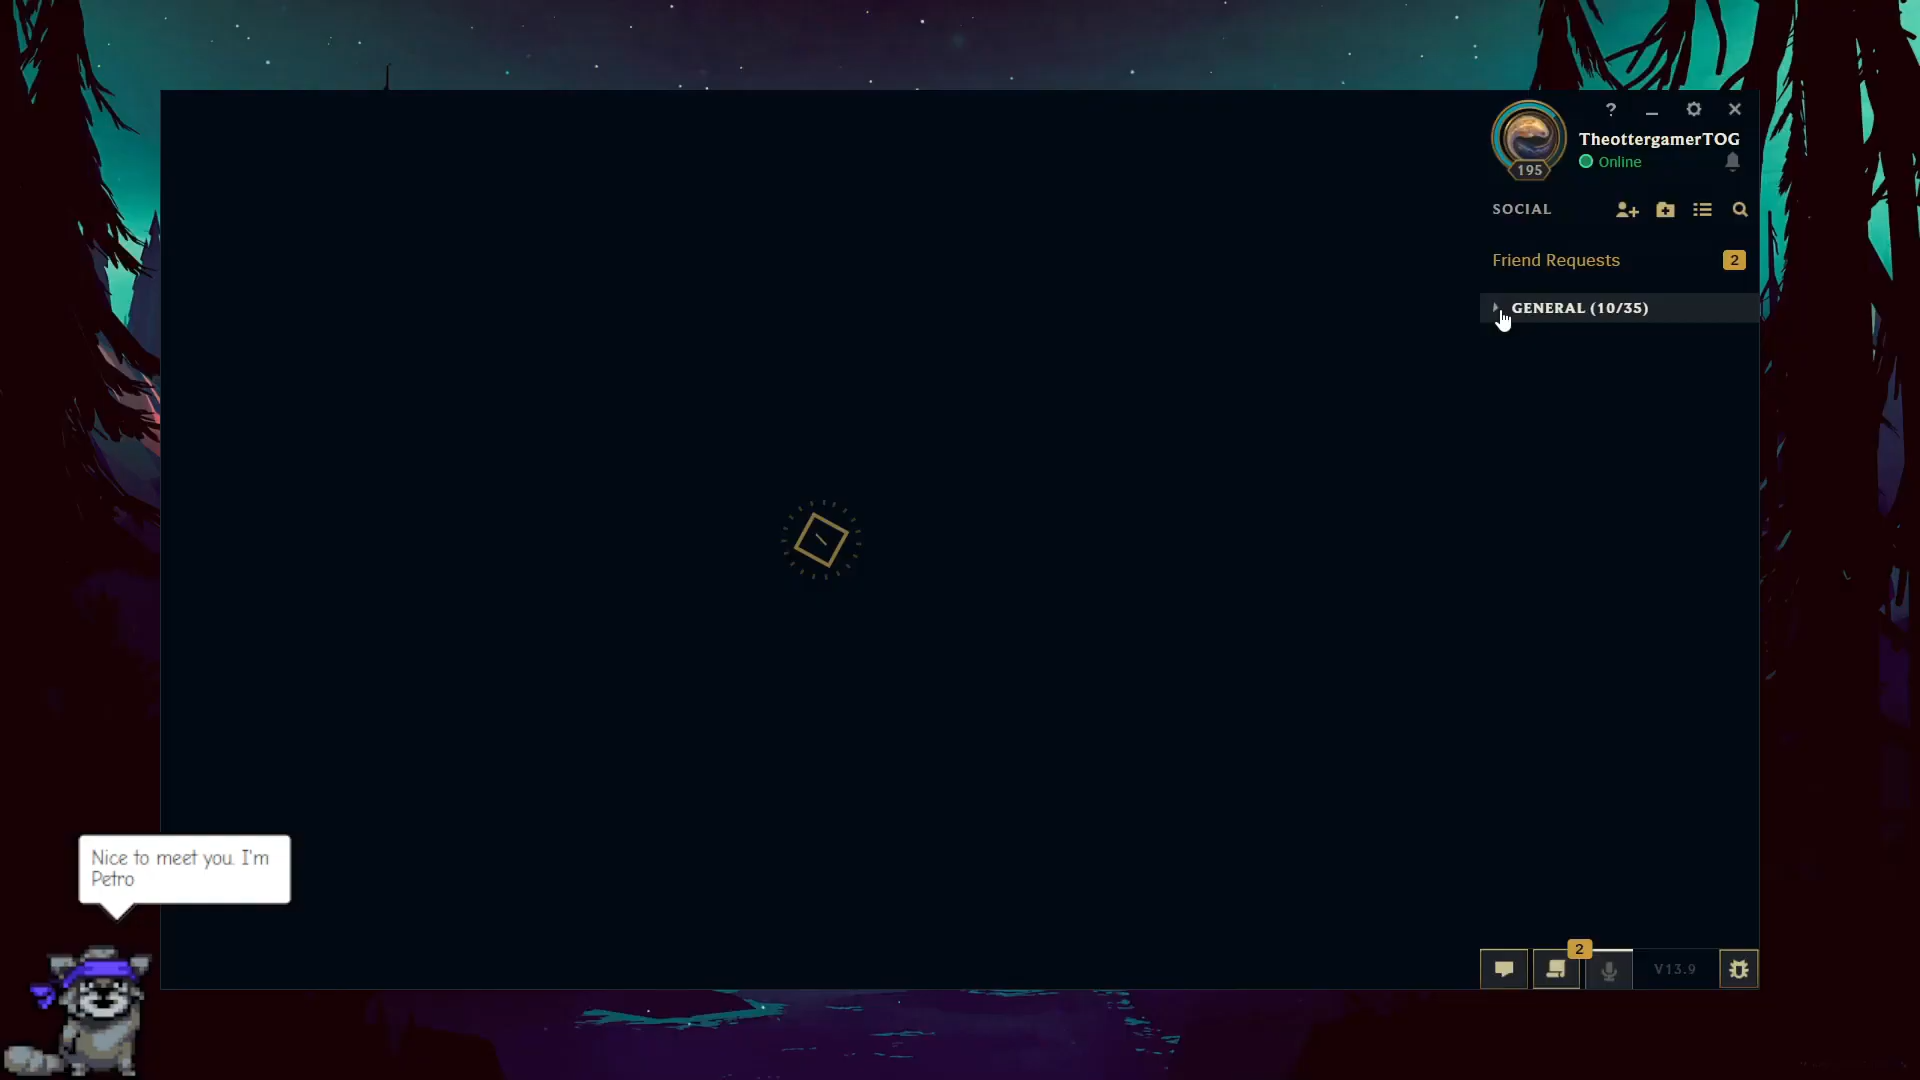 ?
TheottergamerTOG
195
Online
SOCIAL
Friend Requests
2
GENERAL (10/35)
Nice to meet you. I'm
Petro
2
V13.9